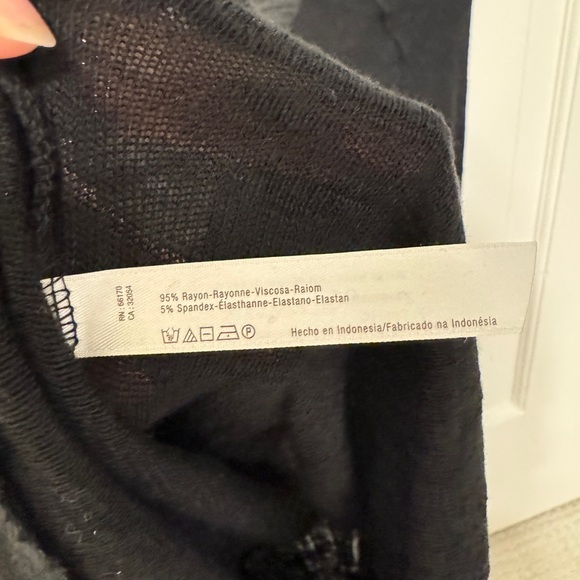 RN: 66170
CA: 32054
95% Rayon-Rayonne-Viscosa-Raiom
5% Spandex-Élasthanne-Elastano-Elastan
Hecho en Indonesia/Fabricado na Indonésia